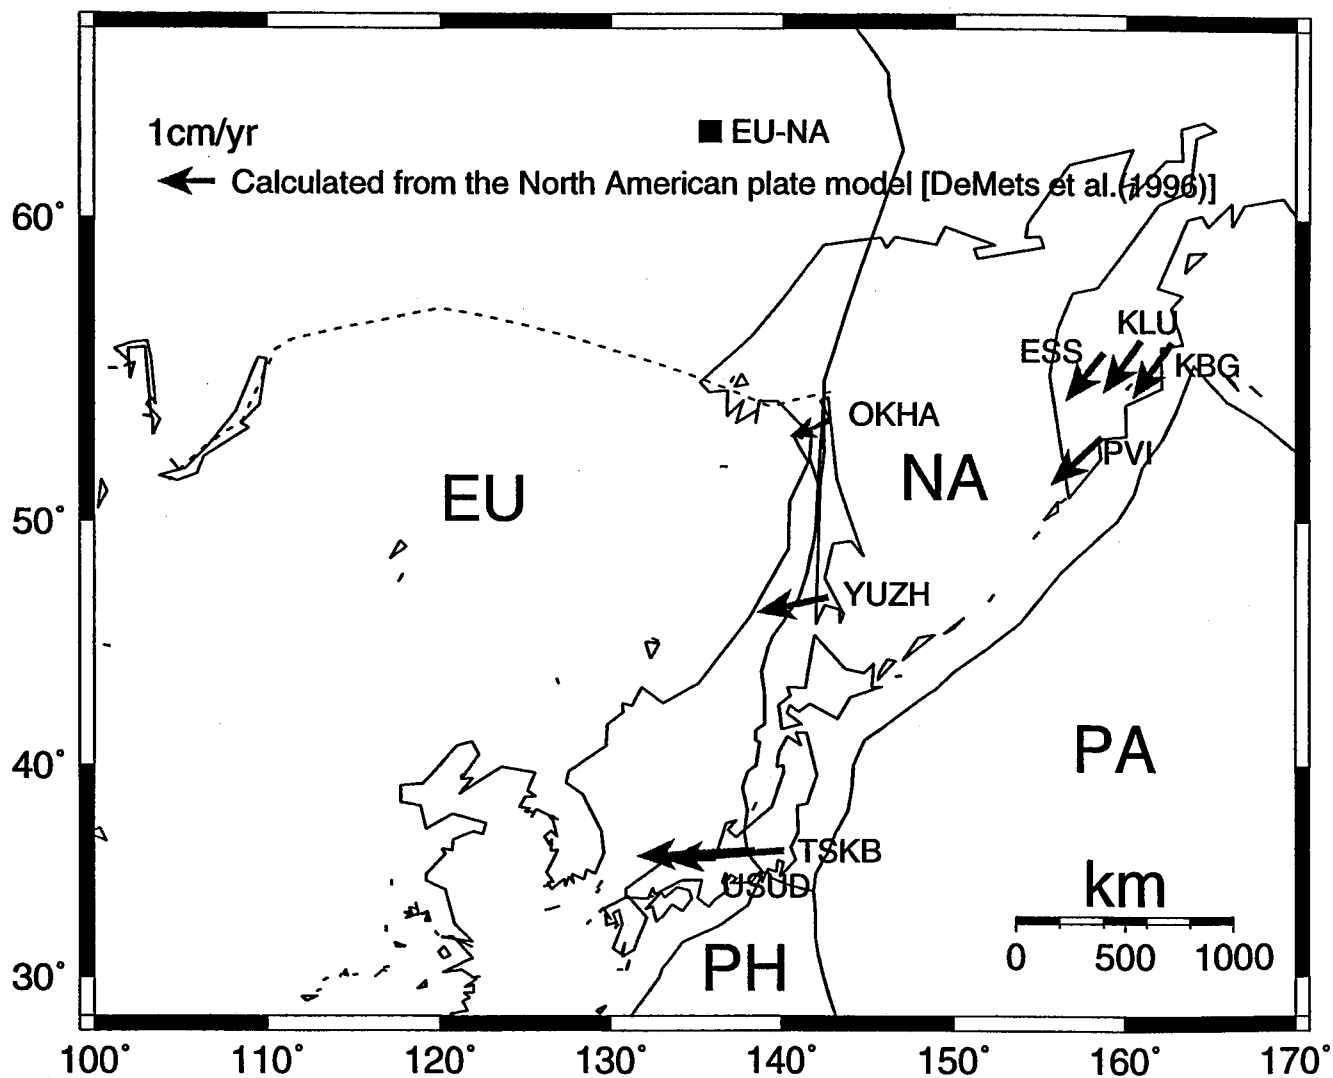 1cm/yr
EU-NA
Calculated from the North American plate model [DeMets et al.(1996)]
60°
KLU
ESS
KBG
OKHA
PVI
NA
EU
50°
YUZH
PA
40°
TSKB
USUD
km
PH
0 500 1000
30°
100° 110° 120° 130° 140° 150° 160° 170°